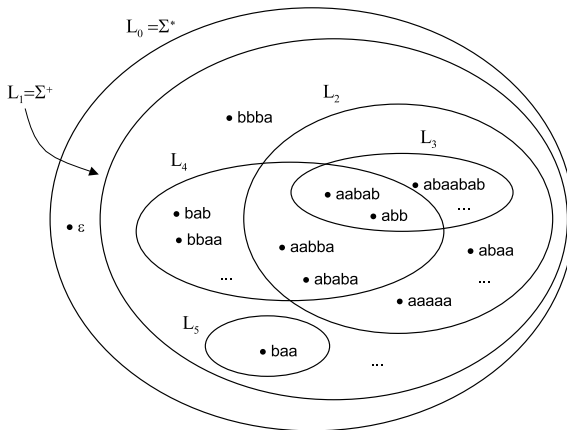 L₀=Σ*
L₁=Σ⁺
L₂
bbba
L₃
L₄
abaabab
aabab
...
bab
abb
ε
bbaa
aabba
abaa
...
ababa
...
aaaaa
L₅
baa
...